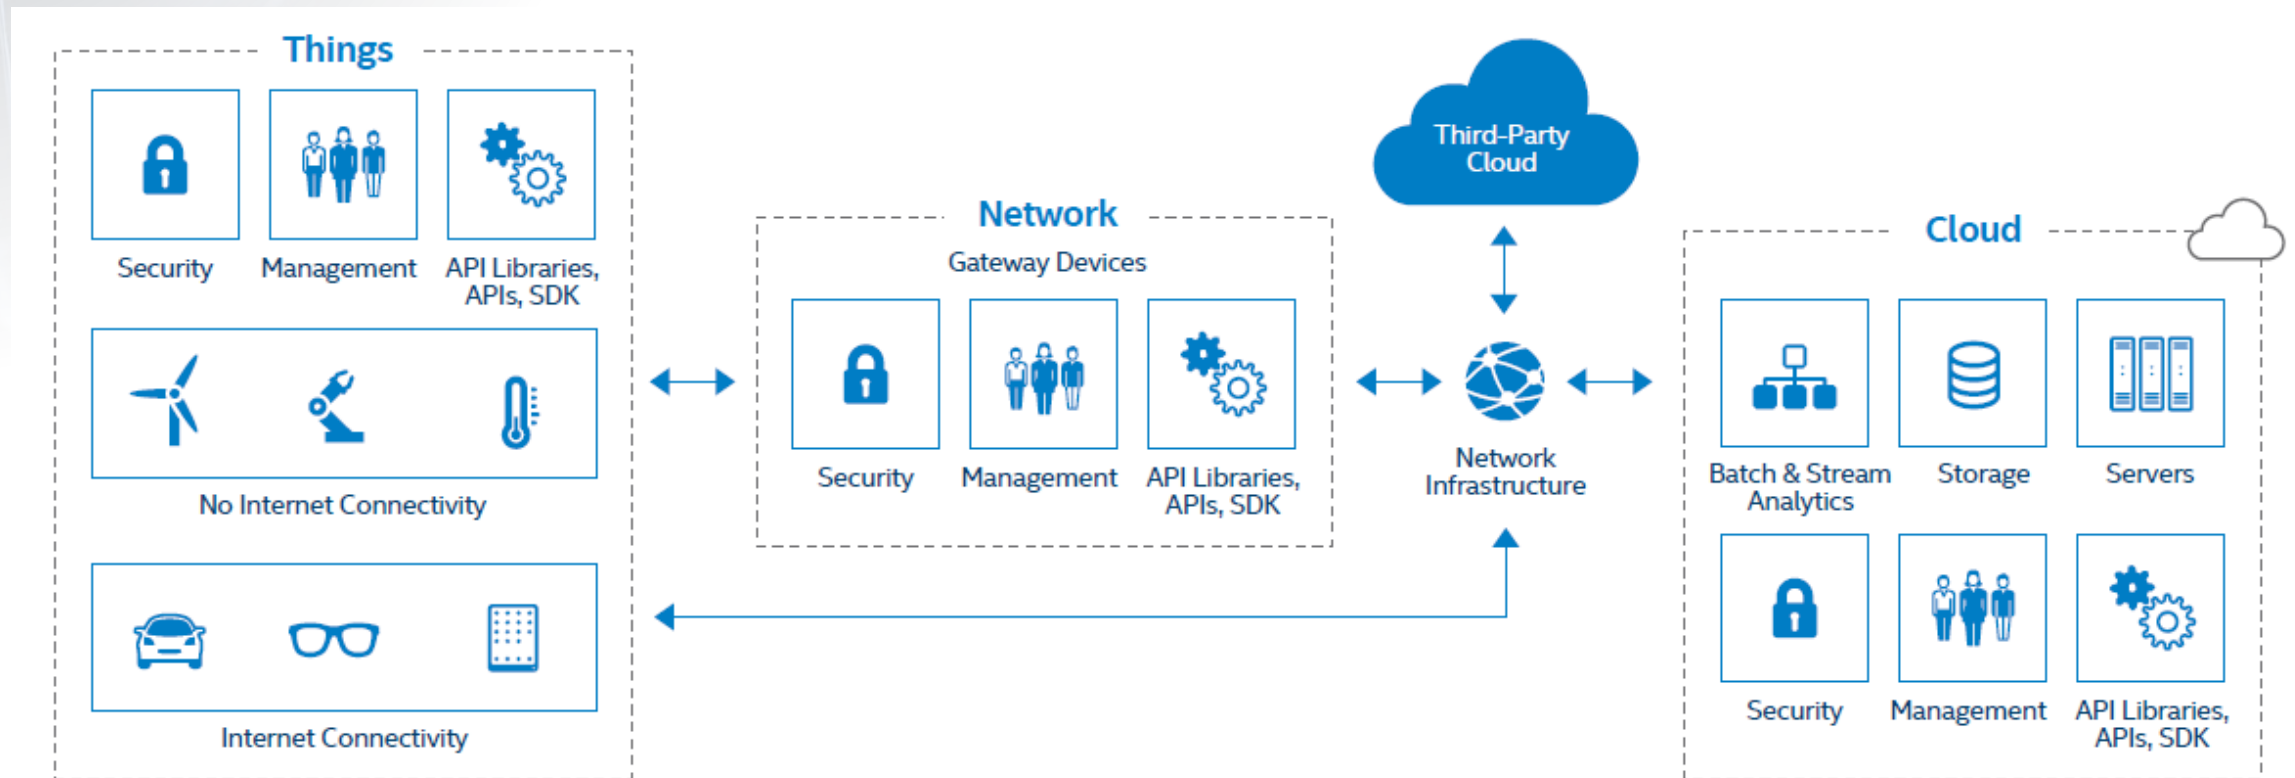 Things
Security
Management
API Libraries,
APIs, SDK
No Internet Connectivity
Internet Connectivity
Network
Gateway Devices
Security
Management
API Libraries,
APIs, SDK
Third-Party
Cloud
Network
Infrastructure
Cloud
Batch & Stream
Analytics
Storage
Servers
Security
Management
API Libraries,
APIs, SDK